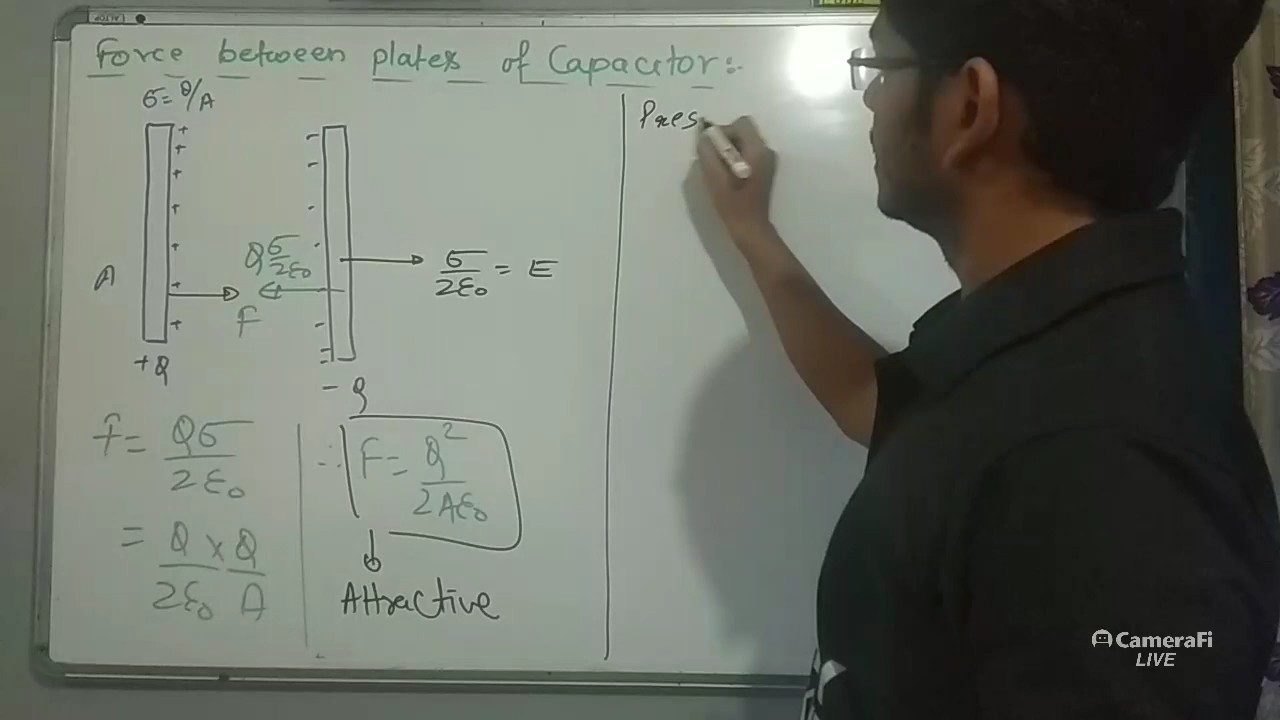 Force between plates of Capacitor:-
σ = Q/A
Qσ/2ε₀
σ/2ε₀ = E
A
F
+Q
- Q
F = Qσ/2ε₀
= Q/2ε₀ × Q/A
∴ F = Q²/2Aε₀
Attractive
Pres
CameraFi
LIVE